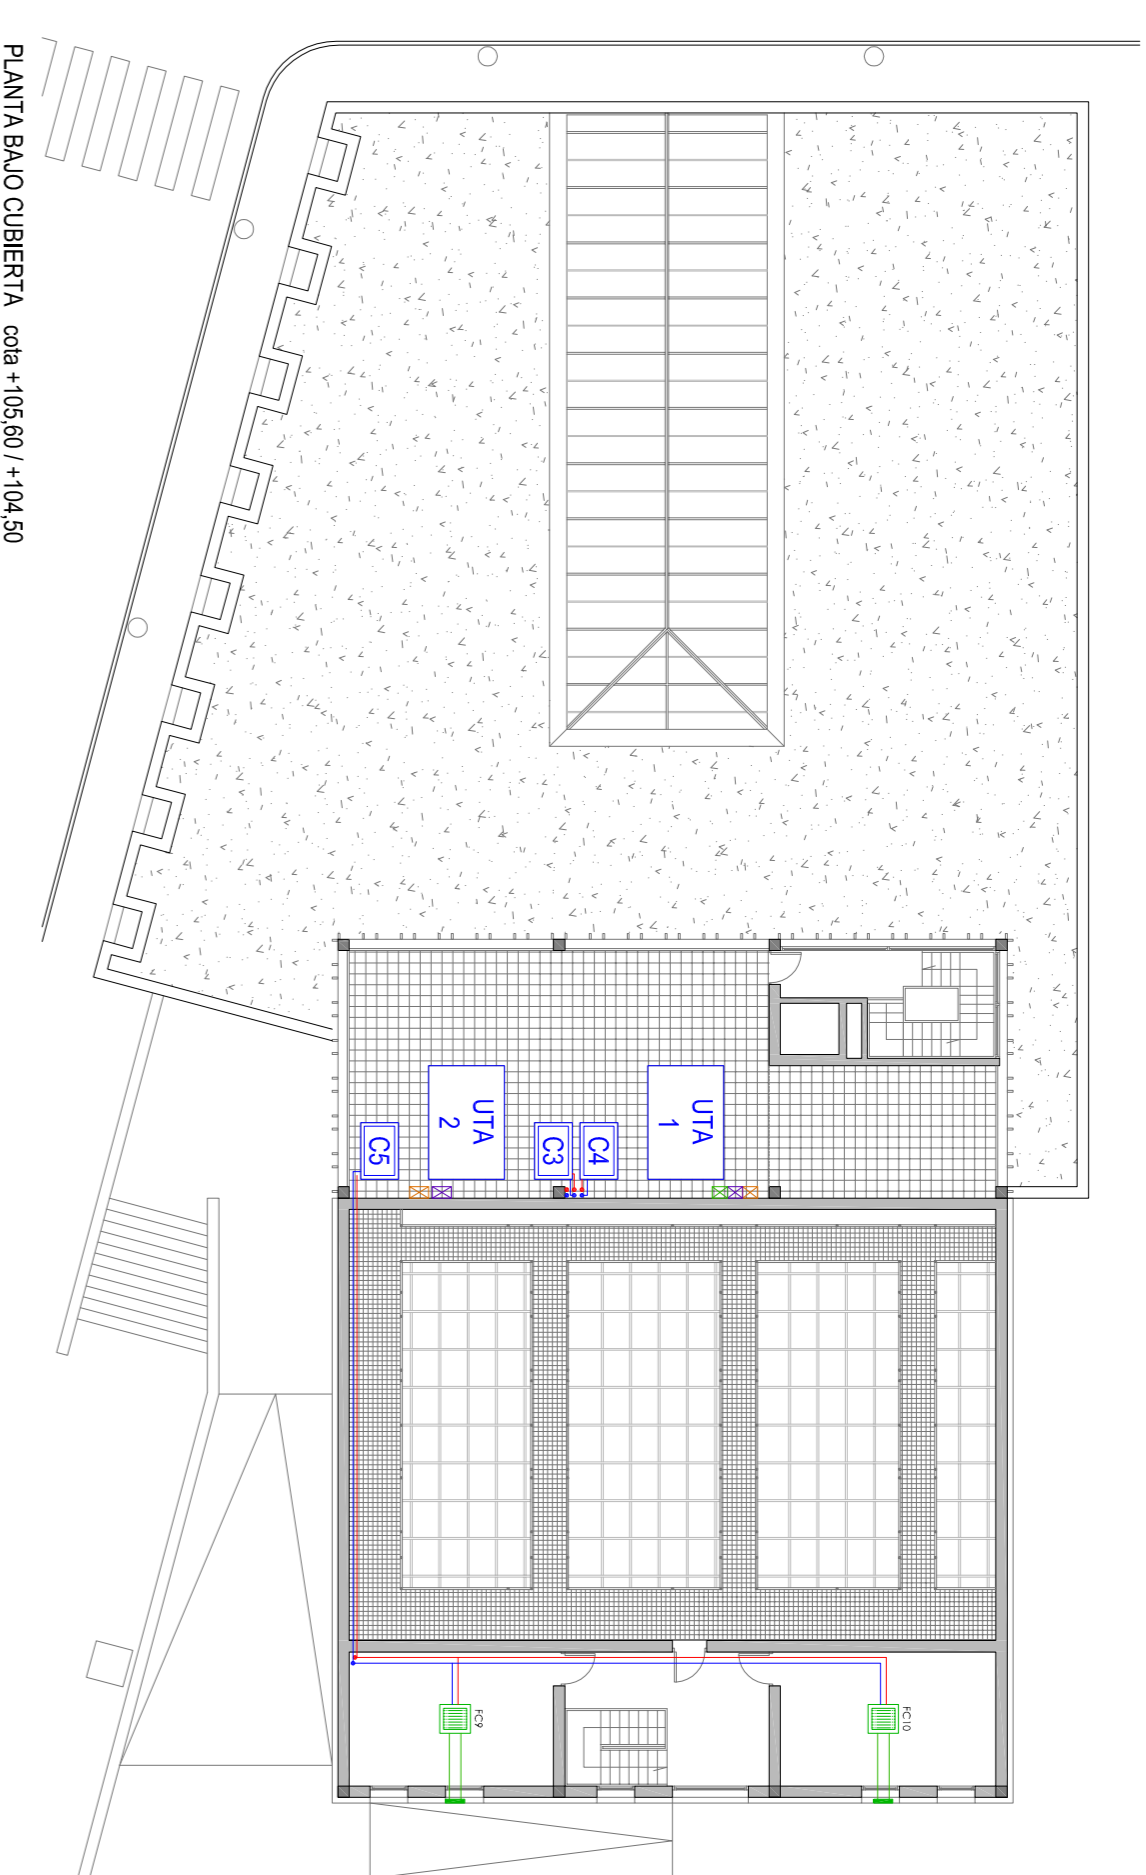 PLANTA BAJO CUBIERTA cota +105,60 / +104,50
UTA
1
C4
C3
UTA
2
C5
FC10
FC9